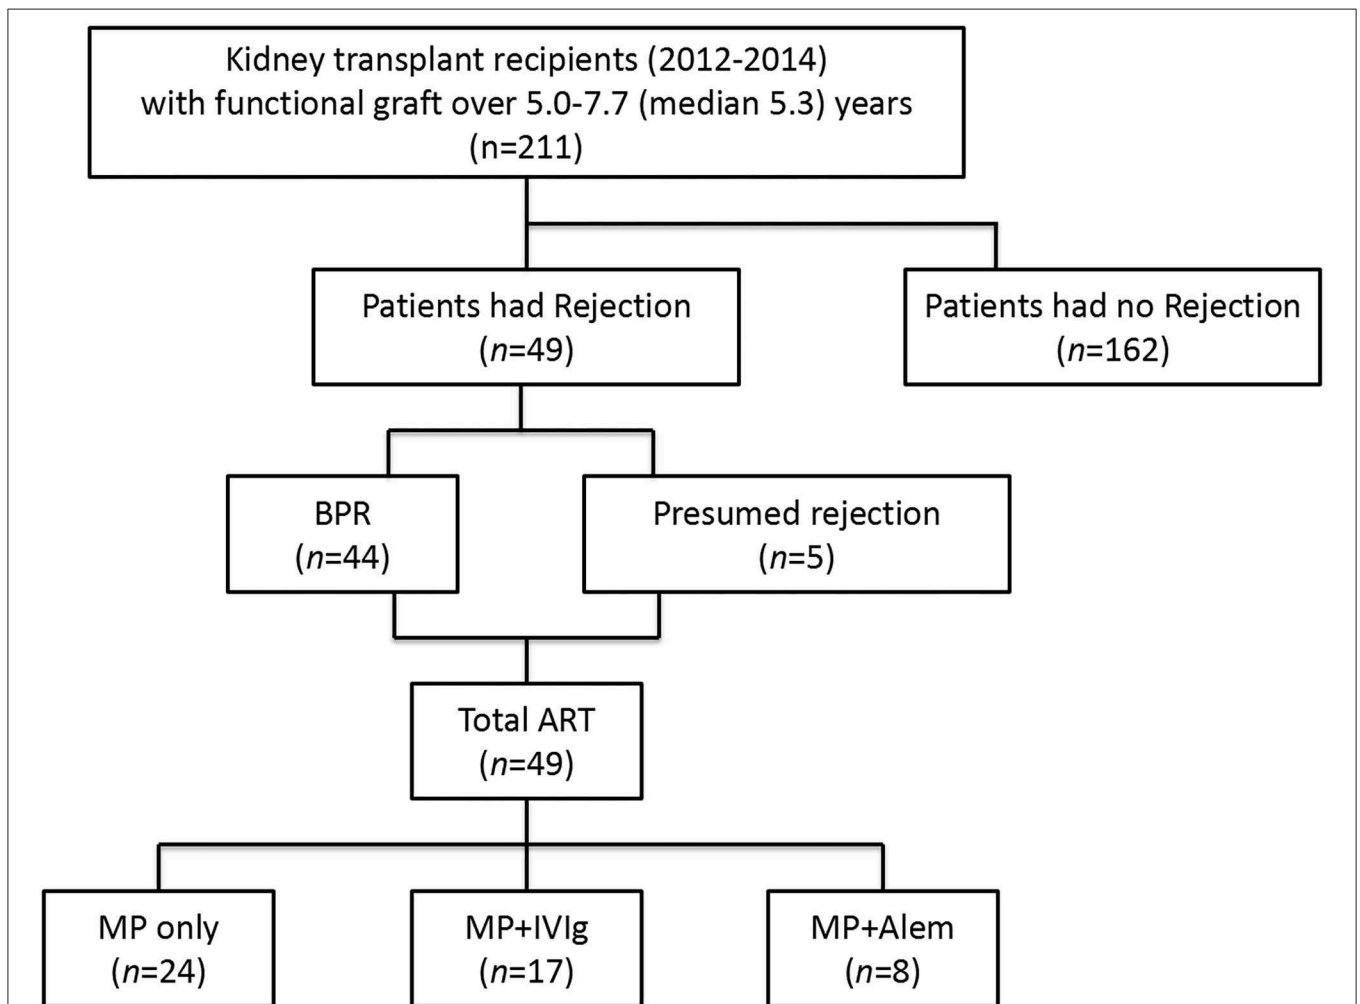 Kidney transplant recipients (2012-2014)
with functional graft over 5.0-7.7 (median 5.3) years
(n=211)
Patients had Rejection
(n=49)
Patients had no Rejection
(n=162)
BPR
(n=44)
Presumed rejection
(n=5)
Total ART
(n=49)
MP only
(n=24)
MP+IVIg
(n=17)
MP+Alem
(n=8)